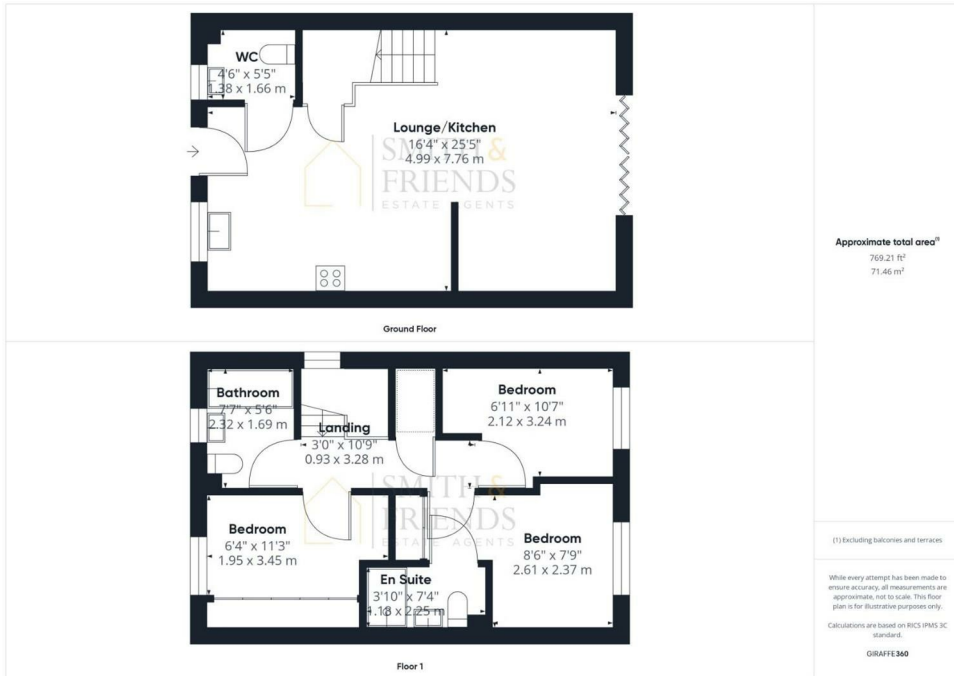 WC
4'6" x 5'5"
1.38 x 1.66 m
Lounge/Kitchen
16'4" x 25'5"
4.99 x 7.76 m
SMITH &
FRIENDS
ESTATE AGENTS
Ground Floor
Approximate total area(1)
769.21 ft²
71.46 m²
Bathroom
7'7" x 5'6"
2.32 x 1.69 m
Landing
3'0" x 10'9"
0.93 x 3.28 m
Bedroom
6'11" x 10'7"
2.12 x 3.24 m
SMITH &
FRIENDS
ESTATE AGENTS
Bedroom
6'4" x 11'3"
1.95 x 3.45 m
En Suite
3'10" x 7'4"
1.18 x 2.25 m
Bedroom
8'6" x 7'9"
2.61 x 2.37 m
Floor 1
(1) Excluding balconies and terraces
While every attempt has been made to
ensure accuracy, all measurements are
approximate, not to scale. This floor
plan is for illustrative purposes only.
Calculations are based on RICS IPMS 3C
standard.
GIRAFFE360